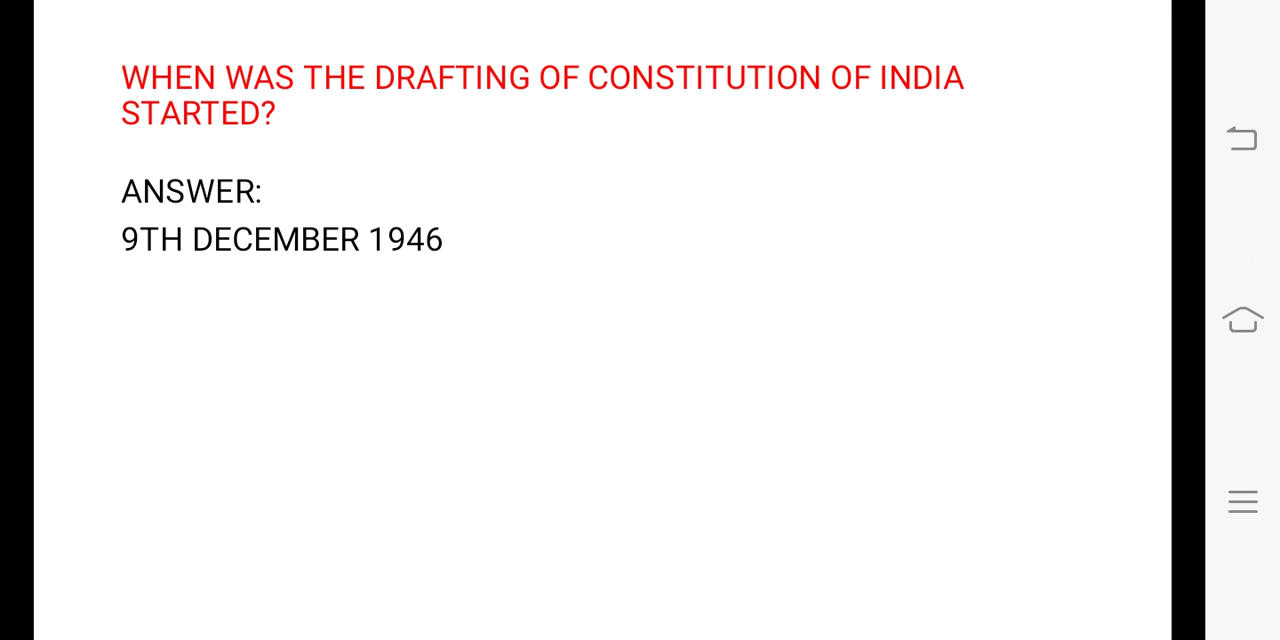 WHEN WAS THE DRAFTING OF CONSTITUTION OF INDIA
STARTED?
ANSWER:
9TH DECEMBER 1946